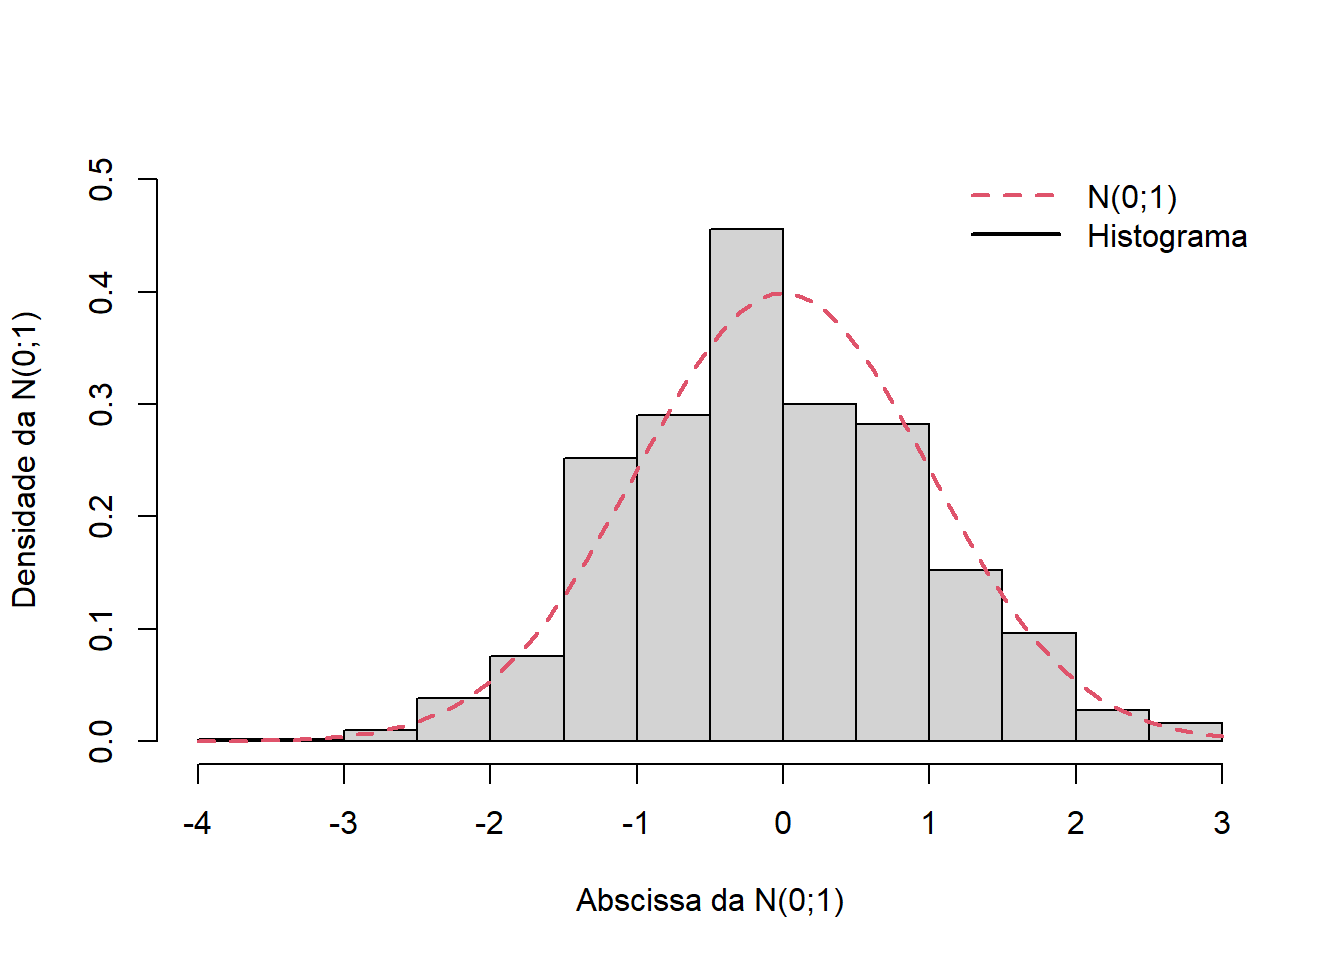 N(0;1)
Histograma
Densidade da N(0;1)
0.5
0.4
0.3
0.2
0.1
0.0
-4 -3 -2 -1 0 1 2 3
Abscissa da N(0;1)